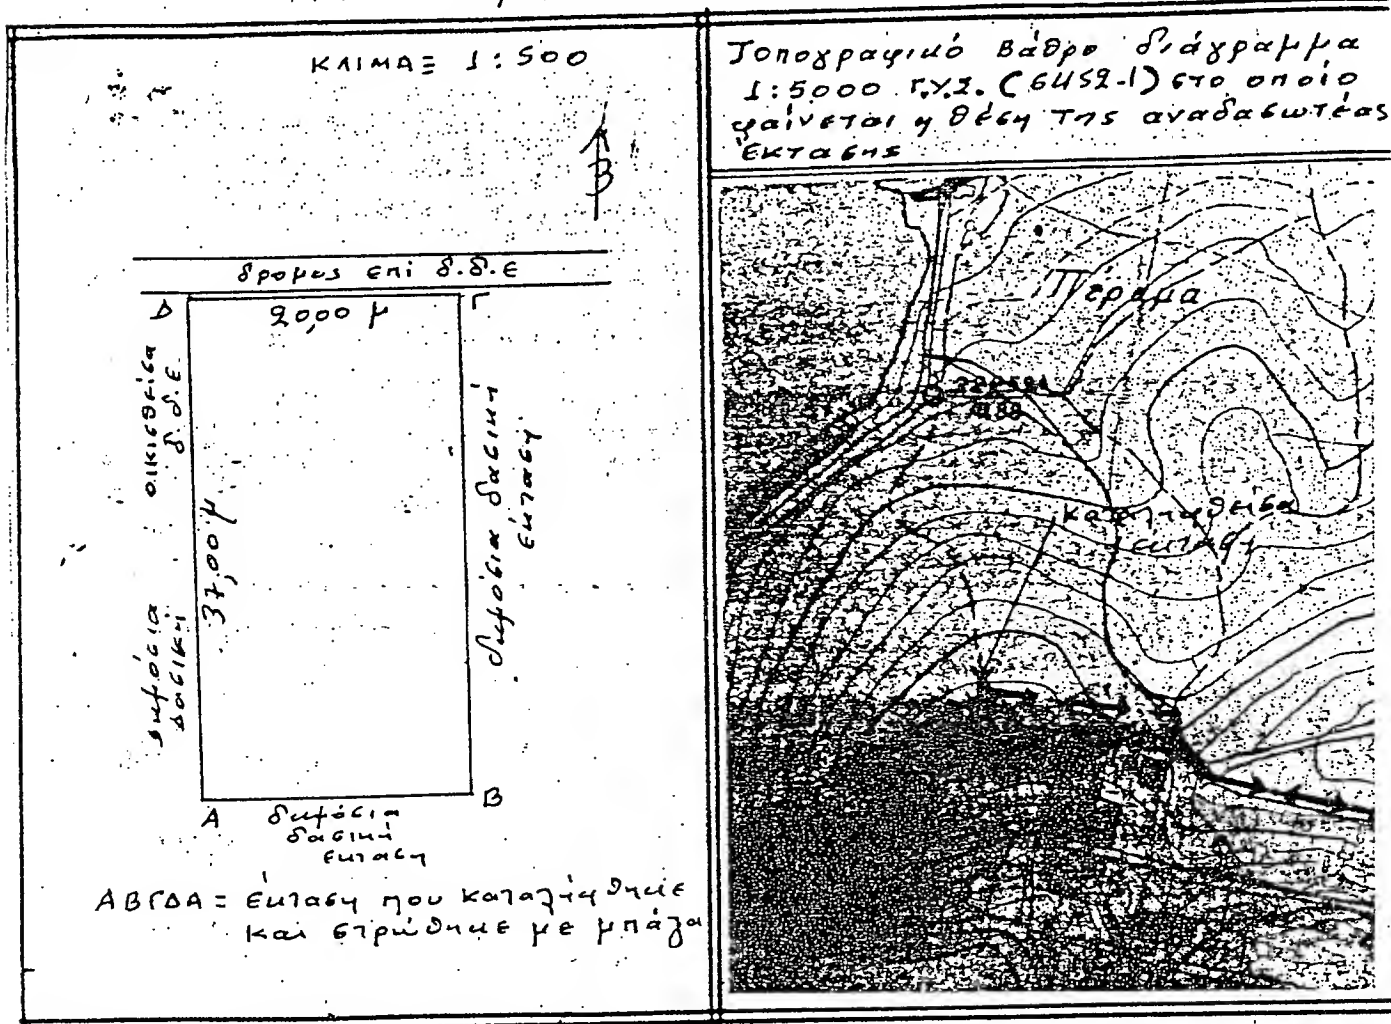 ΚΛΙΜΑΞ 1:500
Β
δρομος επι δ.δ.ε
Δ
Γ
20,00 μ
οικισθείσα
δ.δ.ε.
37,00 μ
δημόσια
δασική
δημόσια δασική
έκταση
Α
Β
δημόσια
δασική
έκταση
ΑΒΓΔΑ = έκταση που καταλήφθηκε
και στρώθηκε με μπάζα
Τοπογραφικό Βάθρο διάγραμμα
1:5000 Γ.Υ.Σ. (6452-1) στο οποίο
φαίνεται η θέση της αναδασωτέας
έκτασης
Πέραμα
καταληφθείσα
έκταση